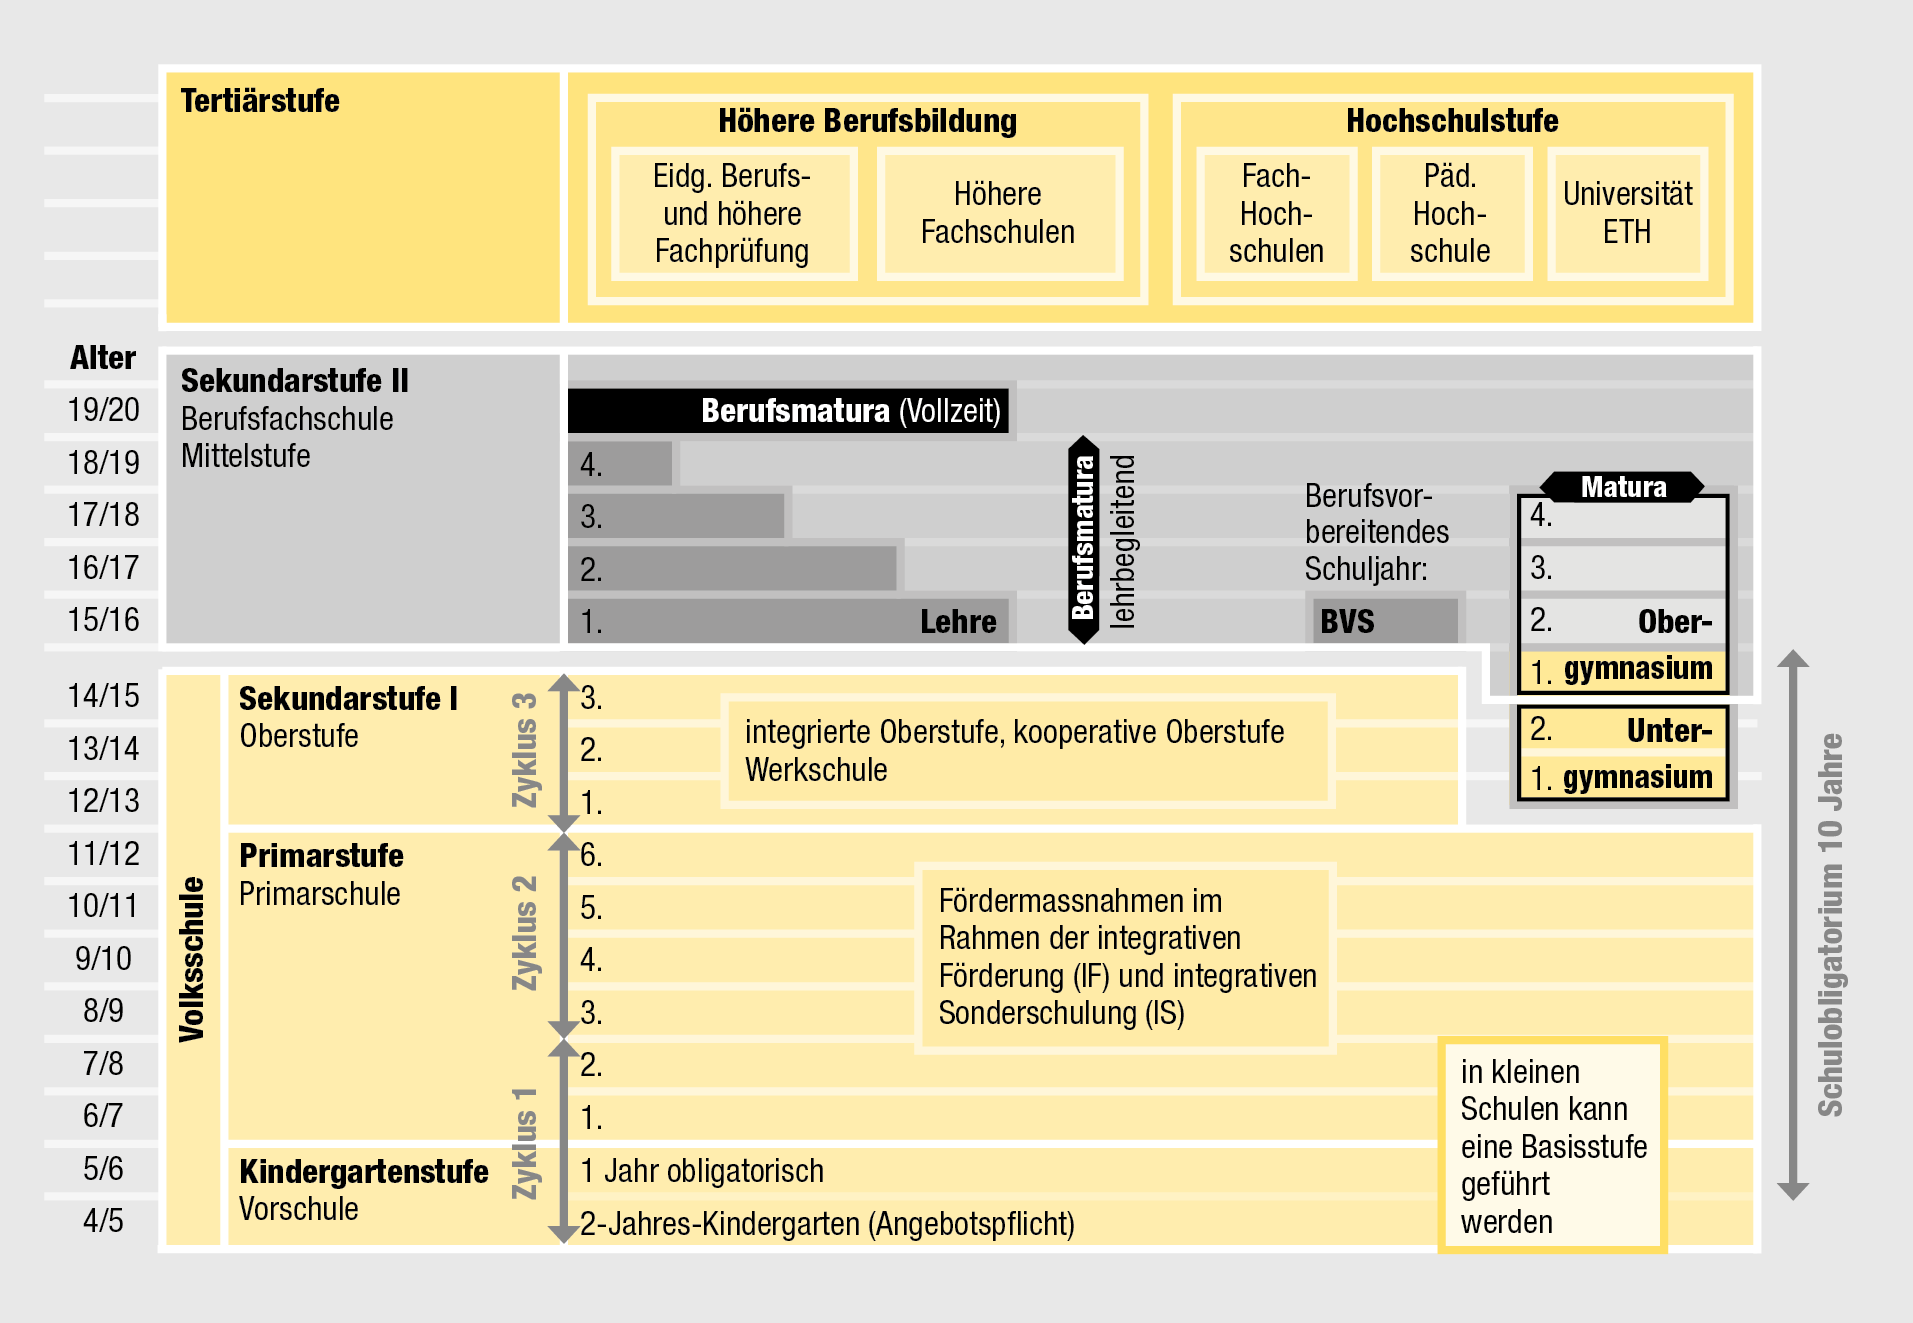 Tertiärstufe
Höhere Berufsbildung
Eidg. Berufs-
und höhere
Fachprüfung
Höhere
Fachschulen
Hochschulstufe
Fach-
Hoch-
schulen
Päd.
Hoch-
schule
Universität
ETH
Alter
19/20
18/19
17/18
16/17
15/16
14/15
13/14
12/13
11/12
10/11
9/10
8/9
7/8
6/7
5/6
4/5
Sekundarstufe II
Berufsfachschule
Mittelstufe
Berufsmatura (Vollzeit)
4.
3.
2.
1. Lehre
Berufsmatura
lehrbegleitend
Berufsvor-
bereitendes
Schuljahr:
BVS
Matura
4.
3.
2. Ober-
1. gymnasium
2. Unter-
1. gymnasium
Volksschule
Sekundarstufe I
Oberstufe
Zyklus 3
3.
2.
1.
integrierte Oberstufe, kooperative Oberstufe
Werkschule
Primarstufe
Primarschule
Zyklus 2
6.
5.
4.
3.
2.
1.
Fördermassnahmen im
Rahmen der integrativen
Förderung (IF) und integrativen
Sonderschulung (IS)
Zyklus 1
Kindergartenstufe
Vorschule
1 Jahr obligatorisch
2-Jahres-Kindergarten (Angebotspflicht)
in kleinen
Schulen kann
eine Basisstufe
geführt
werden
Schulobligatorium 10 Jahre